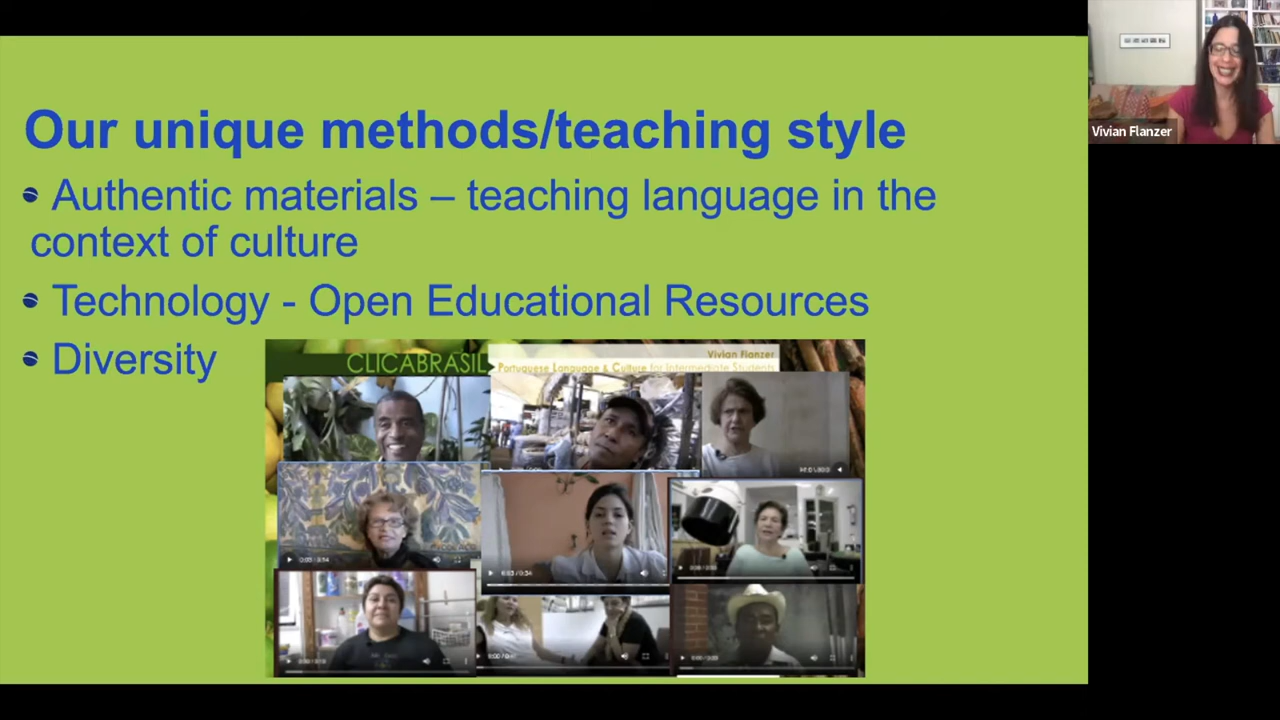 Our unique methods/teaching style
• Authentic materials – teaching language in the
context of culture
• Technology - Open Educational Resources
• Diversity
CLICABRASIL
Vivian Flanzer
Portuguese Language & Culture for Intermediate Students
Vivian Flanzer